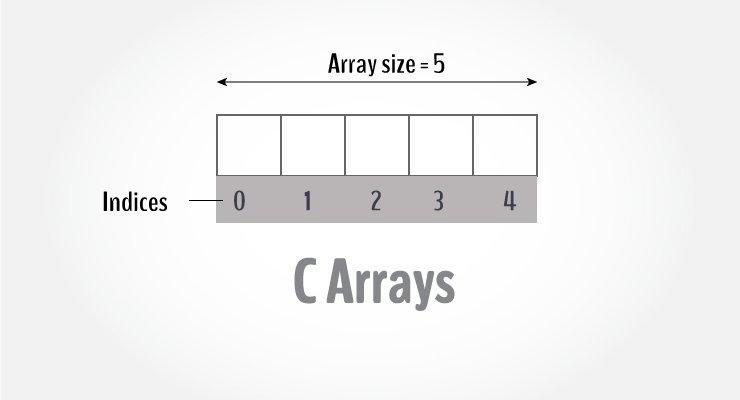 Array size = 5
Indices 0 1 2 3 4
C Arrays